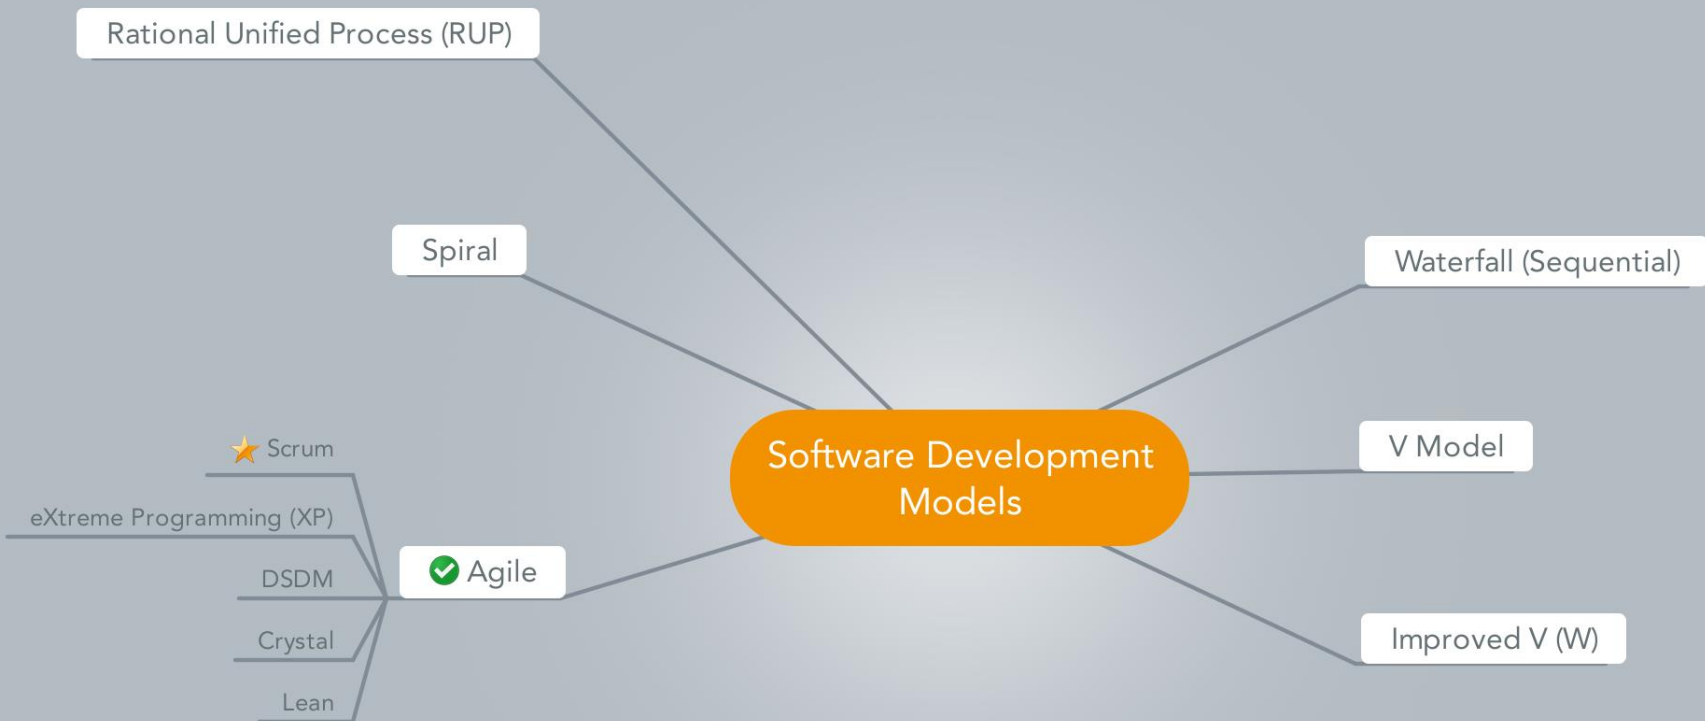 Rational Unified Process (RUP)
Spiral
Waterfall (Sequential)
Software Development
Models
V Model
Scrum
eXtreme Programming (XP)
DSDM
Crystal
Lean
Agile
Improved V (W)